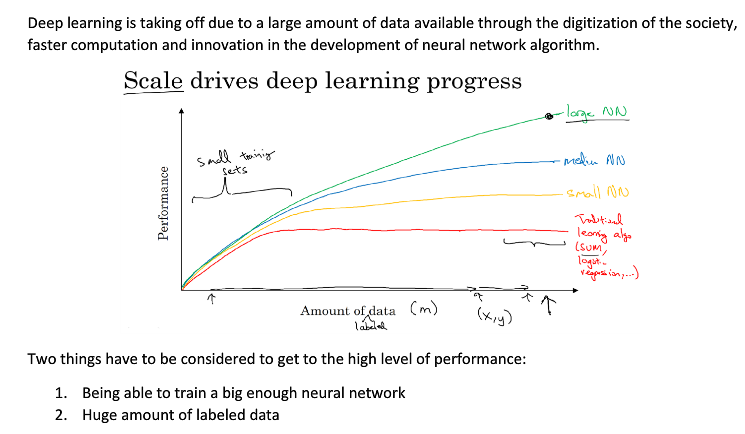 Deep learning is taking off due to a large amount of data available through the digitization of the society,
faster computation and innovation in the development of neural network algorithm.
Scale drives deep learning progress
large NN
small training
sets
medium NN
small NN
Performance
Traditional
learning algo
(SVM,
logistic
regression,...)
Amount of data (m)
labeled
(x,y)
Two things have to be considered to get to the high level of performance:
1. Being able to train a big enough neural network
2. Huge amount of labeled data